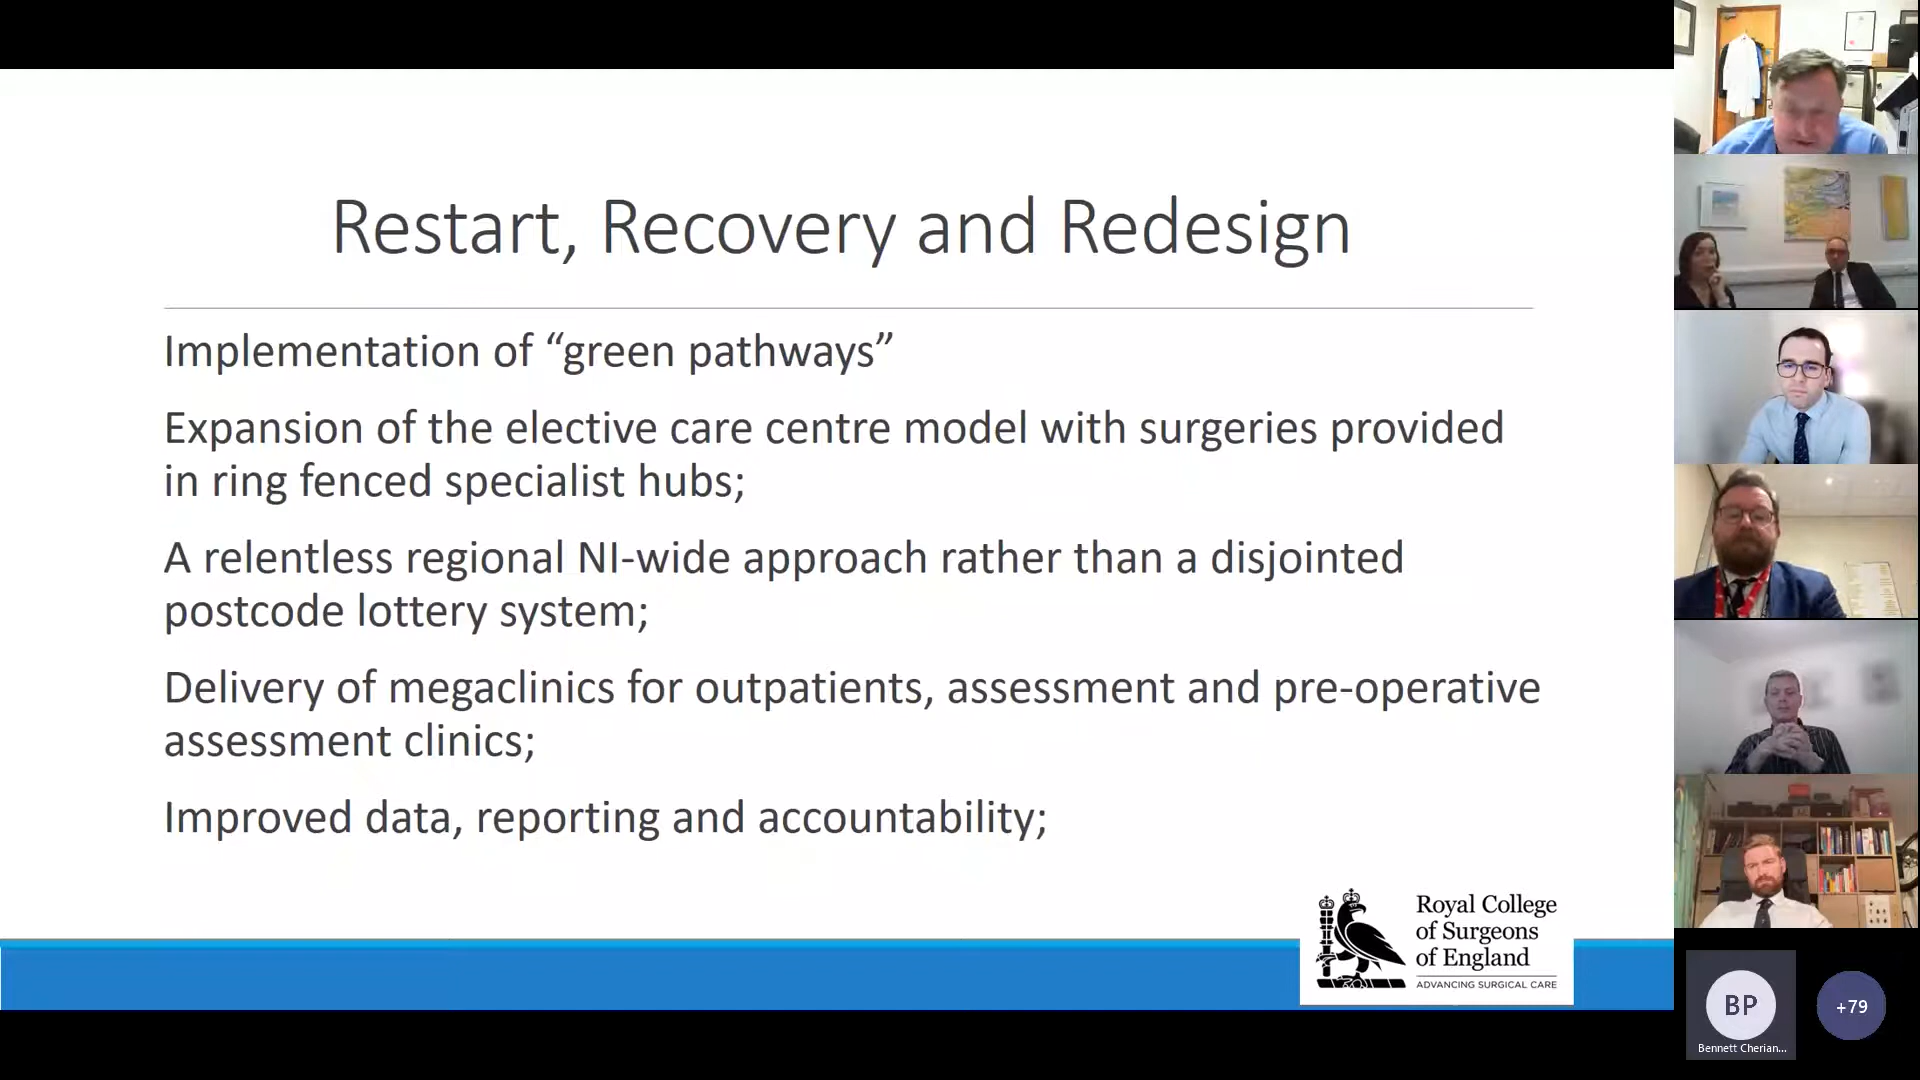 Restart, Recovery and Redesign
Implementation of “green pathways”
Expansion of the elective care centre model with surgeries provided
in ring fenced specialist hubs;
A relentless regional NI-wide approach rather than a disjointed
postcode lottery system;
Delivery of megaclinics for outpatients, assessment and pre-operative
assessment clinics;
Improved data, reporting and accountability;
Royal College
of Surgeons
of England
ADVANCING SURGICAL CARE
BP
Bennett Cherian...
+79